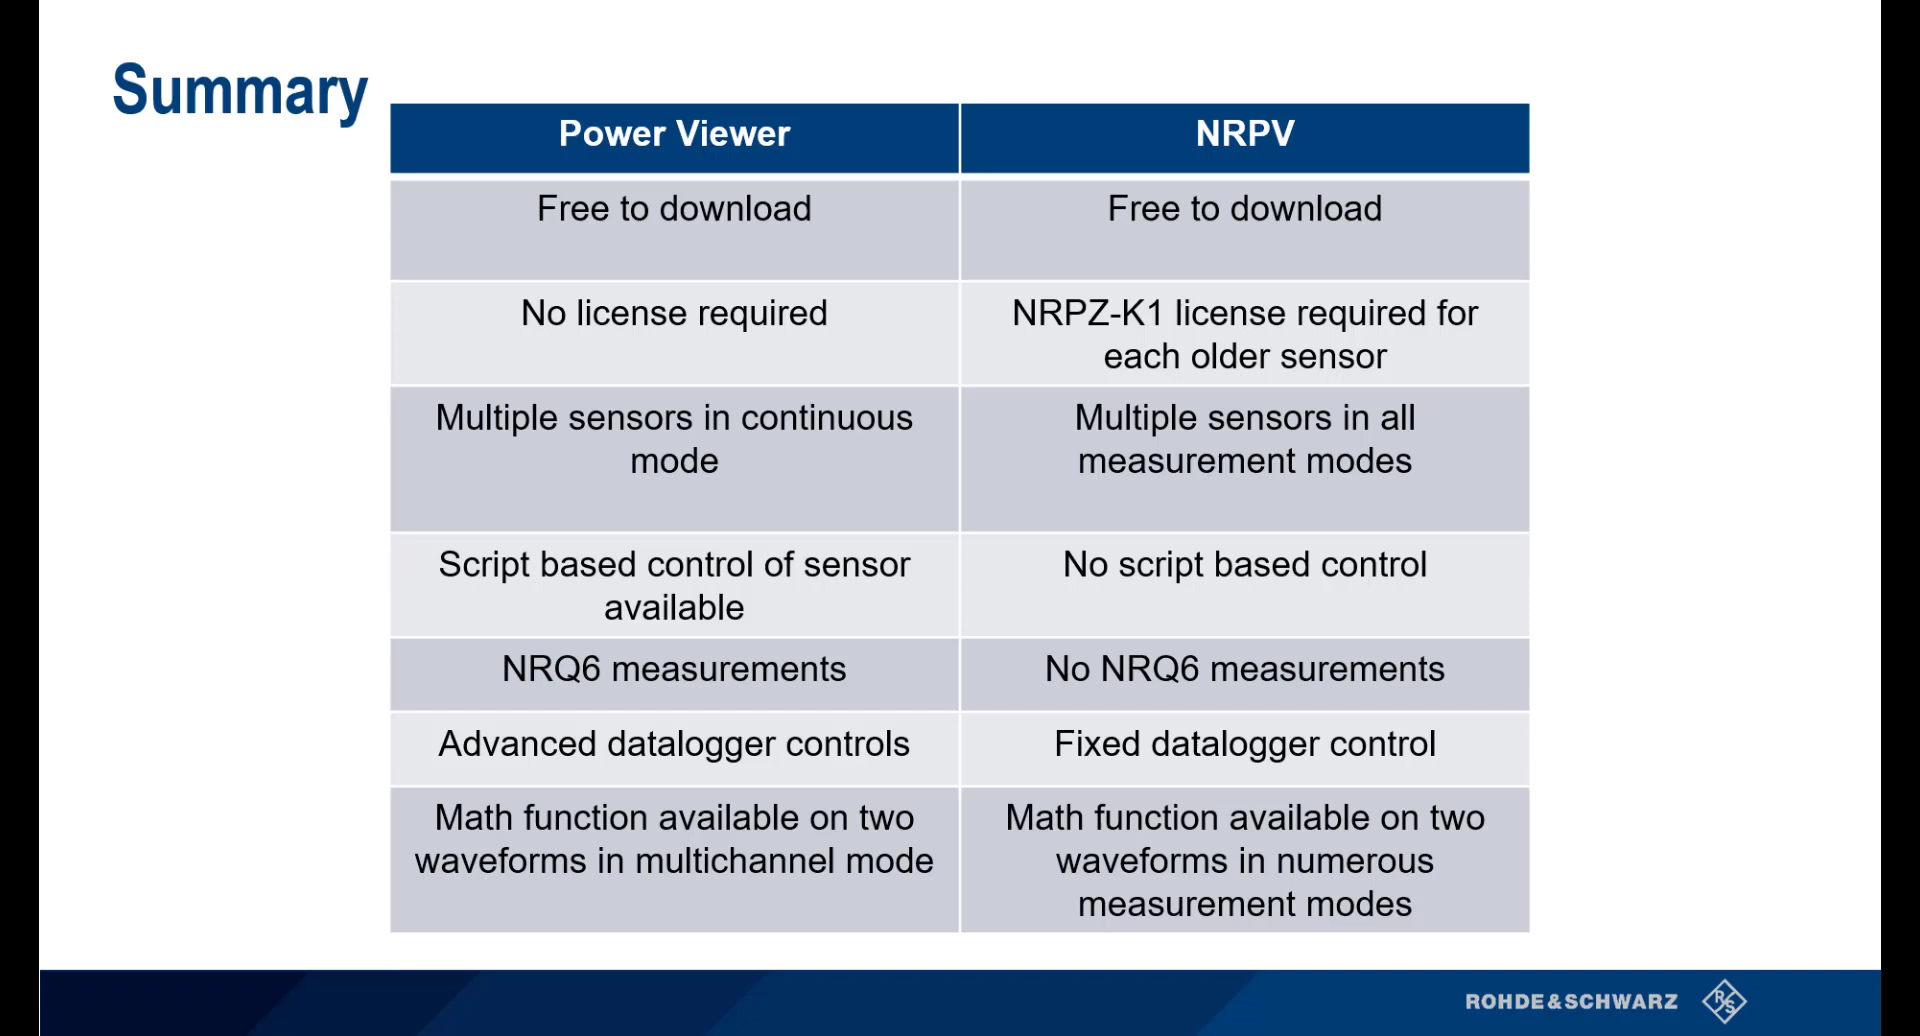 Summary
Power Viewer
NRPV
Free to download
Free to download
No license required
NRPZ-K1 license required for
each older sensor
Multiple sensors in continuous
mode
Multiple sensors in all
measurement modes
Script based control of sensor
available
No script based control
NRQ6 measurements
No NRQ6 measurements
Advanced datalogger controls
Fixed datalogger control
Math function available on two
waveforms in multichannel mode
Math function available on two
waveforms in numerous
measurement modes
ROHDE&SCHWARZ
R&S